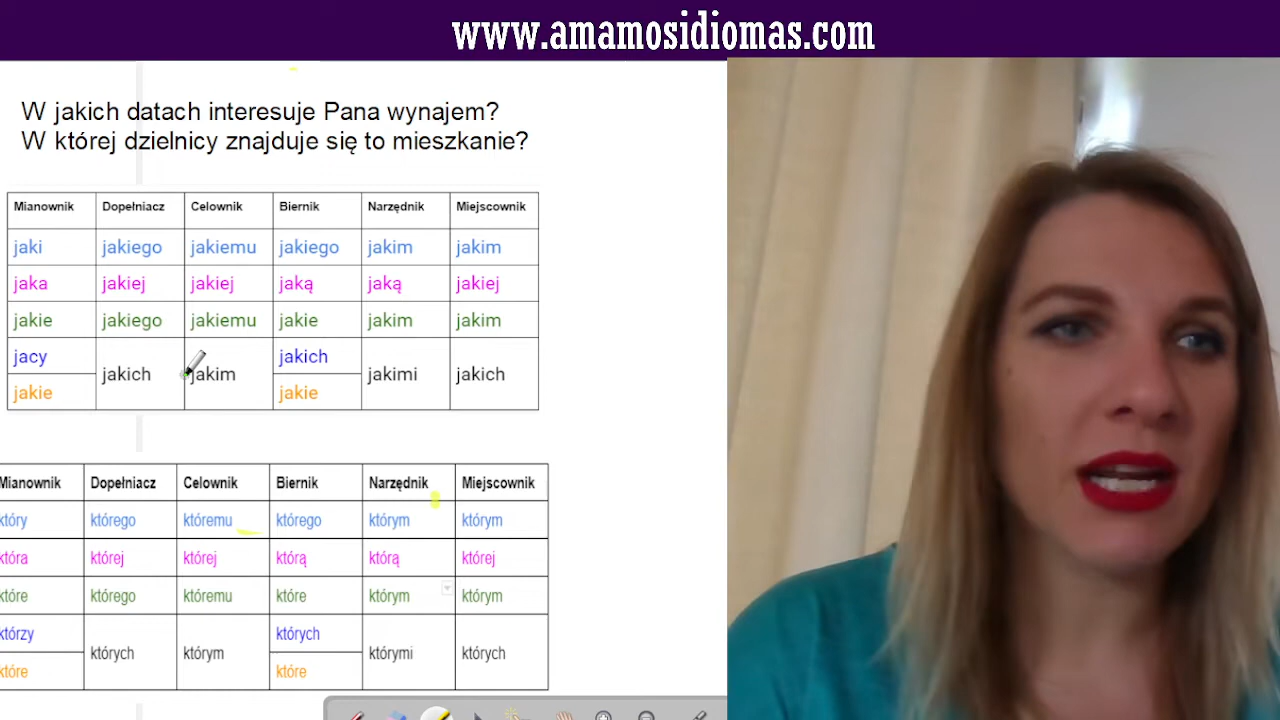 www.amamosidiomas.com
W jakich datach interesuje Pana wynajem?
W której dzielnicy znajduje się to mieszkanie?
Mianownik Dopełniacz Celownik Biernik Narzędnik Miejscownik
jaki jakiego jakiemu jakiego jakim jakim
jaka jakiej jakiej jaką jaką jakiej
jakie jakiego jakiemu jakie jakim jakim
jacy jakich
jakich jakim jakimi jakich
jakie jakie
Mianownik Dopełniacz Celownik Biernik Narzędnik Miejscownik
który którego któremu którego którym którym
która której której którą którą której
które którego któremu które którym którym
którzy których
których którym którymi których
które które